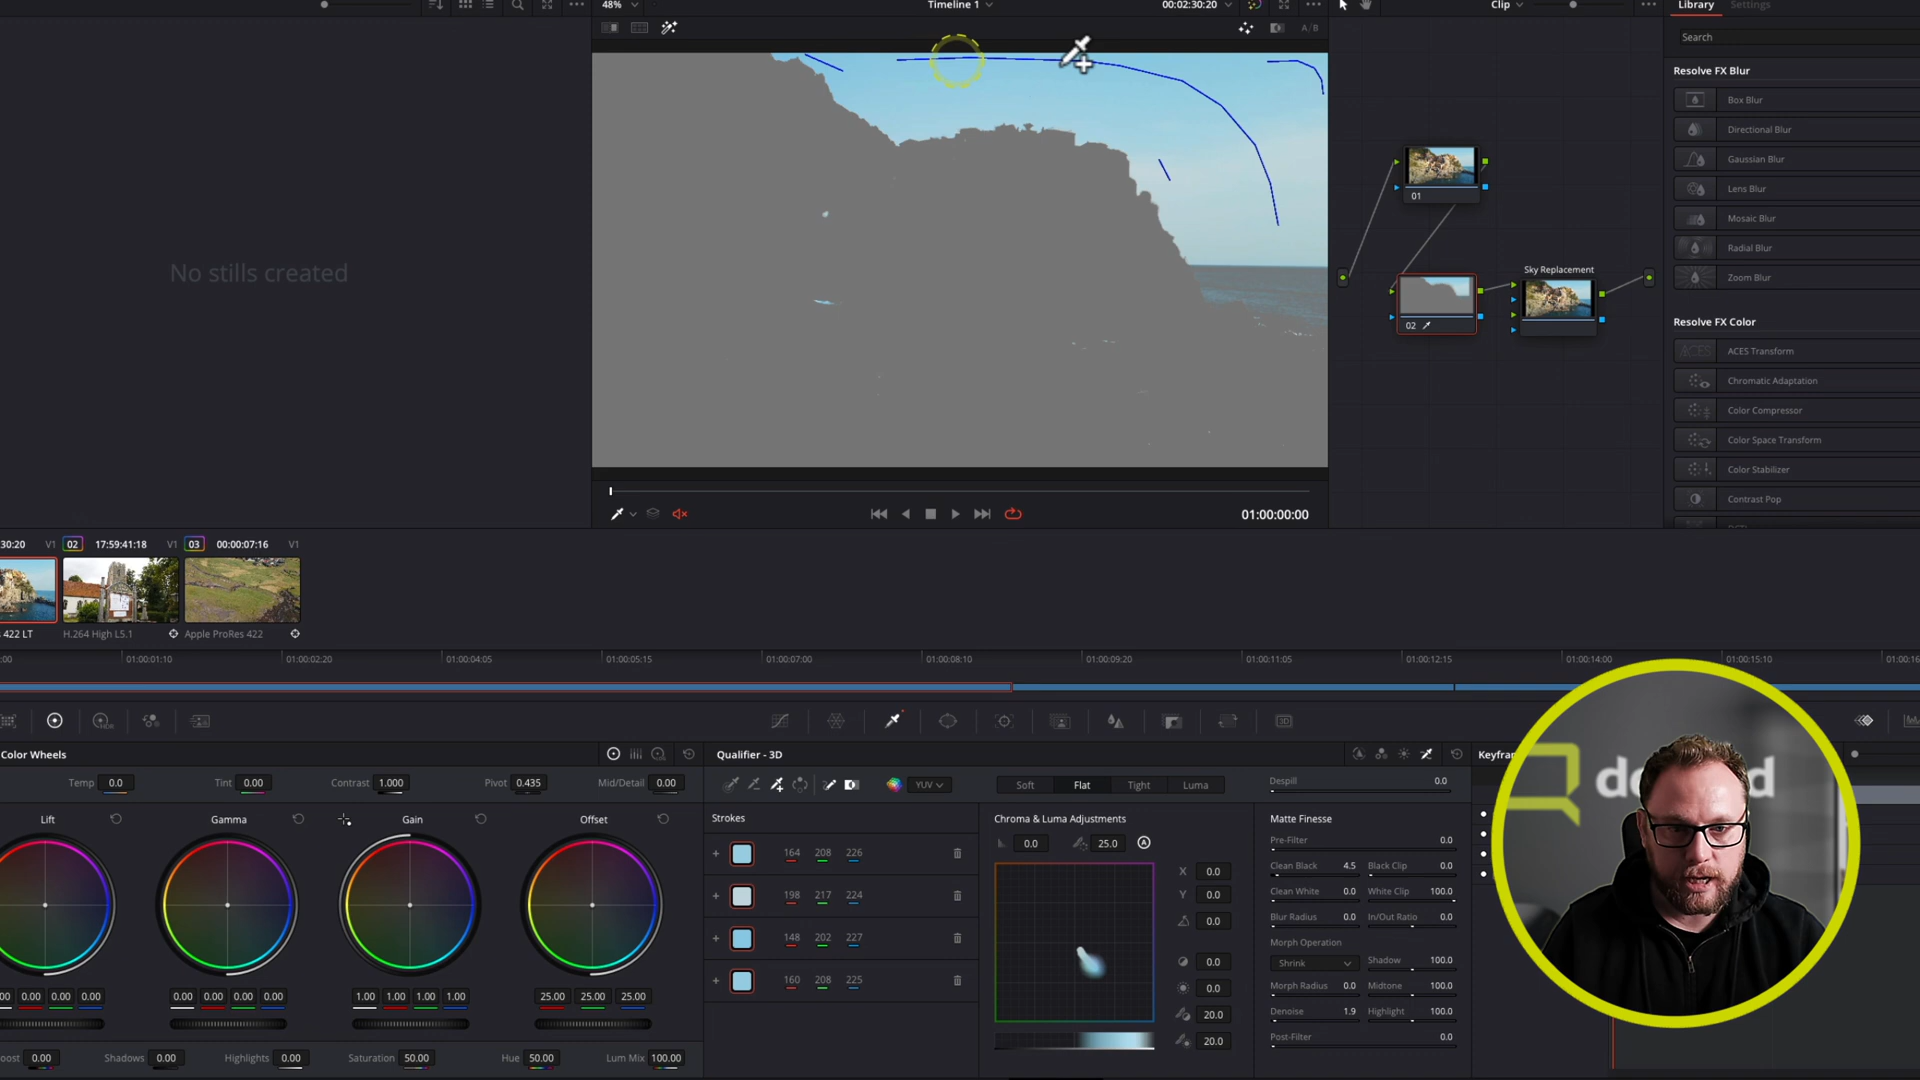 48%
Timeline 1
00:02:30:20
Clip
Library
Settings
A/B
Search
Resolve FX Blur
Box Blur
Directional Blur
Gaussian Blur
Lens Blur
Mosaic Blur
Radial Blur
Zoom Blur
Resolve FX Color
ACES Transform
Chromatic Adaptation
Color Compressor
Color Space Transform
Color Stabilizer
Contrast Pop
No stills created
01
02
Sky Replacement
01:00:00:00
30:20
V1
02
17:59:41:18
V1
03
00:00:07:16
V1
422 LT
H.264 High L5.1
Apple ProRes 422
:00
01:00:01:10
01:00:02:20
01:00:04:05
01:00:05:15
01:00:07:00
01:00:08:10
01:00:09:20
01:00:11:05
01:00:12:15
01:00:14:00
01:00:15:10
01:00:16
Color Wheels
Temp 0.0
Tint 0.00
Contrast 1.000
Pivot 0.435
Mid/Detail 0.00
Lift
Gamma
Gain
Offset
00 0.00 0.00 0.00
0.00 0.00 0.00 0.00
1.00 1.00 1.00 1.00
25.00 25.00 25.00
oost 0.00
Shadows 0.00
Highlights 0.00
Saturation 50.00
Hue 50.00
Lum Mix 100.00
Qualifier - 3D
YUV
Soft
Flat
Tight
Luma
Strokes
164 208 226
198 217 224
148 202 227
160 208 225
Chroma & Luma Adjustments
0.0
25.0
X 0.0
Y 0.0
0.0
0.0
0.0
20.0
20.0
Despill 0.0
Matte Finesse
Pre-Filter 0.0
Clean Black 4.5
Black Clip 0.0
Clean White 0.0
White Clip 100.0
Blur Radius 0.0
In/Out Ratio 0.0
Morph Operation
Shrink
Shadow 100.0
Morph Radius 0.0
Midtone 100.0
Denoise 1.9
Highlight 100.0
Post-Filter 0.0
Keyfr